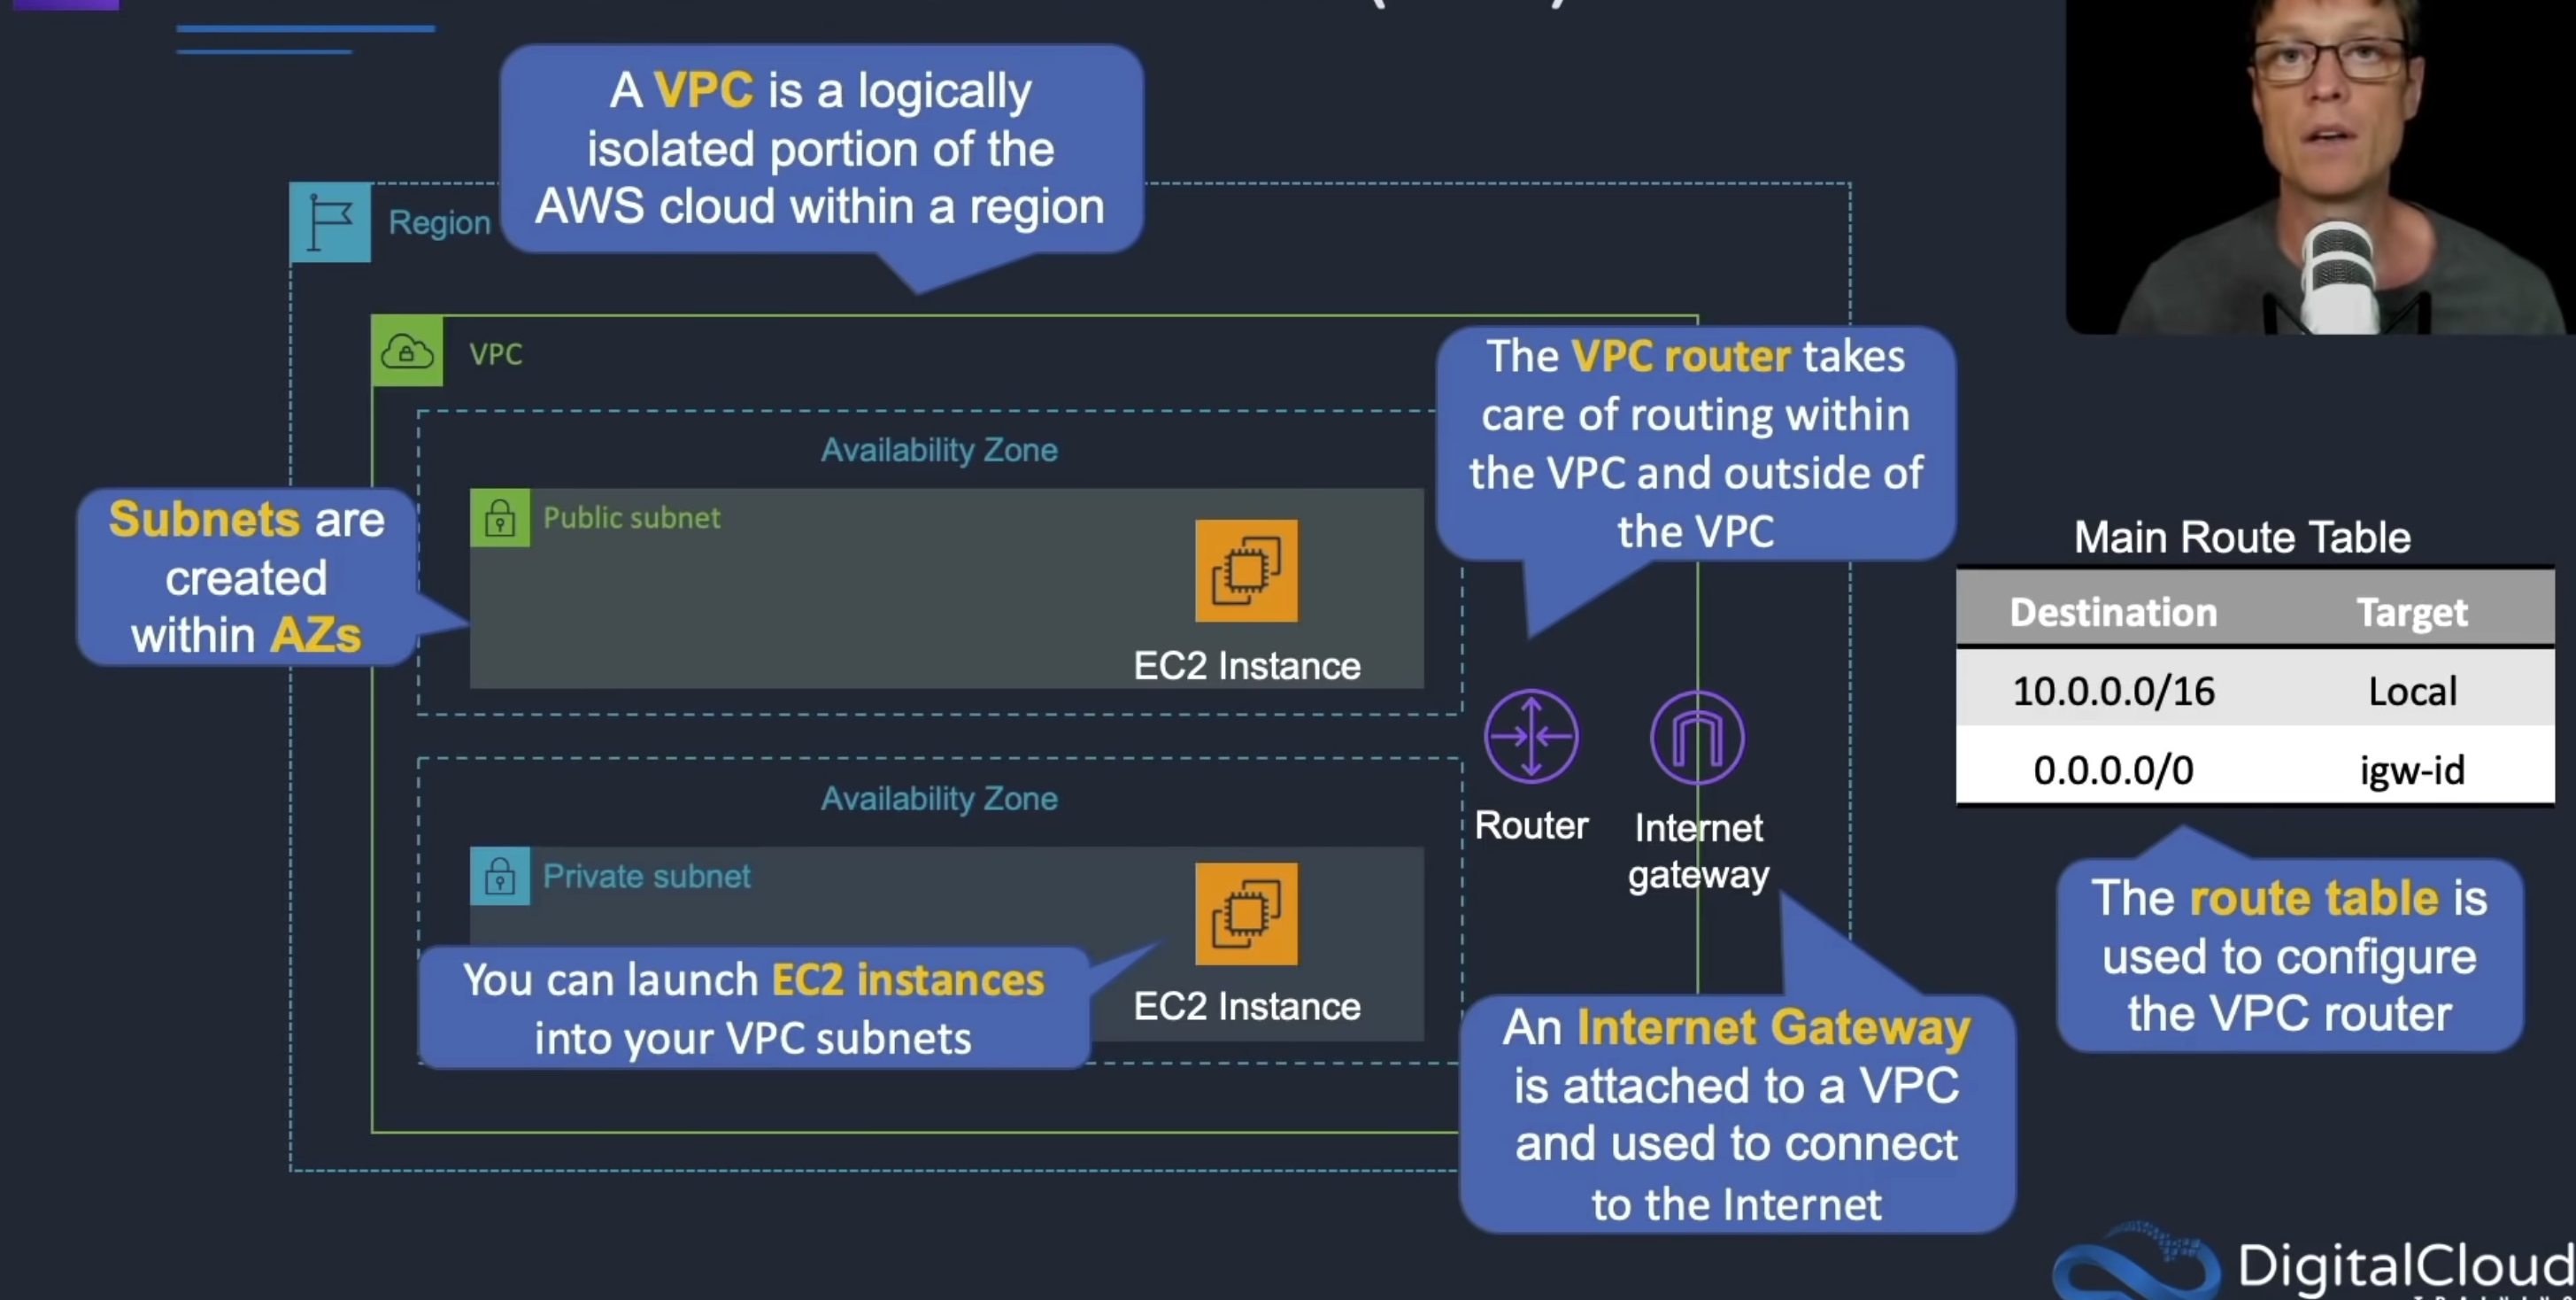 A VPC is a logically
isolated portion of the
AWS cloud within a region
Region
VPC
The VPC router takes
care of routing within
the VPC and outside of
the VPC
Availability Zone
Public subnet
EC2 Instance
Subnets are
created
within AZs
Main Route Table
Destination Target
10.0.0.0/16 Local
0.0.0.0/0 igw-id
Router
Internet
gateway
Availability Zone
Private subnet
EC2 Instance
You can launch EC2 instances
into your VPC subnets
The route table is
used to configure
the VPC router
An Internet Gateway
is attached to a VPC
and used to connect
to the Internet
DigitalCloud